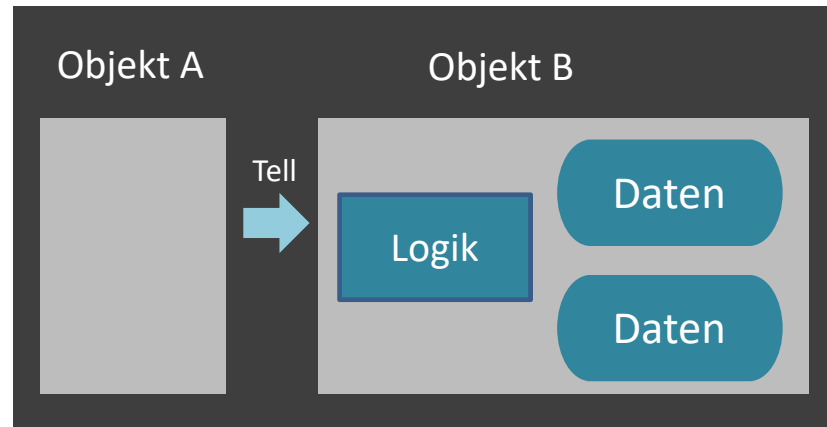 Objekt A
Objekt B
Tell
Logik
Daten
Daten